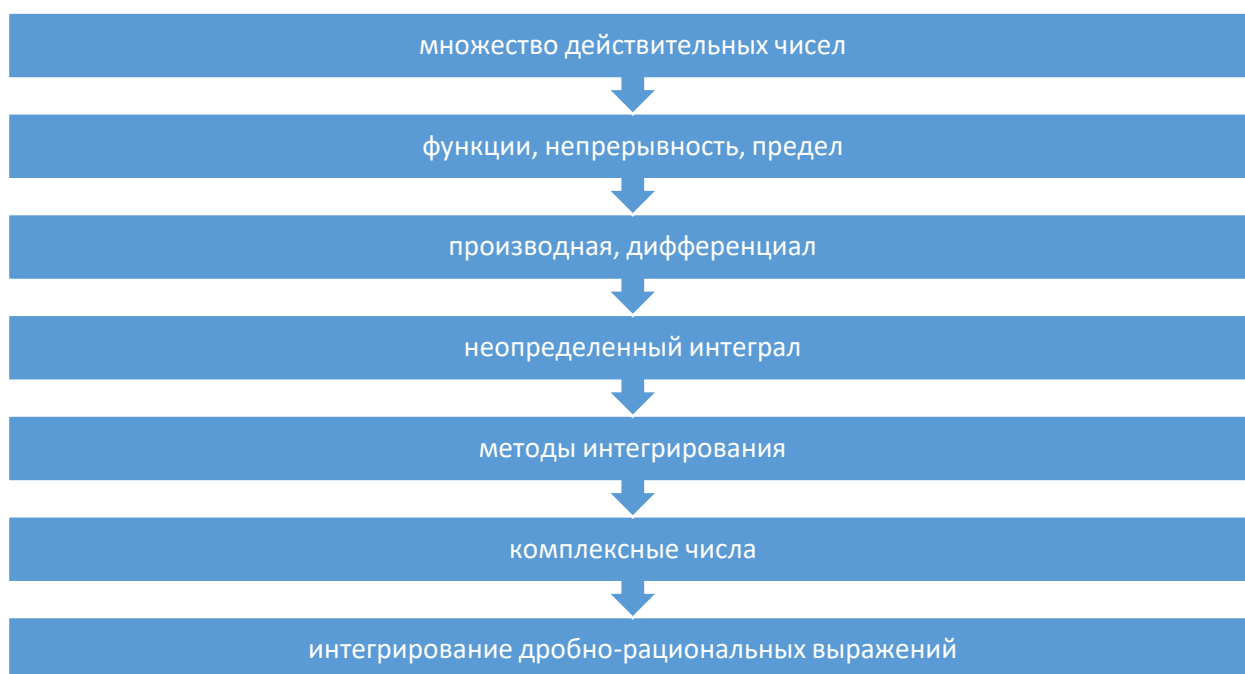 множество действительных чисел
функции, непрерывность, предел
производная, дифференциал
неопределенный интеграл
методы интегрирования
комплексные числа
интегрирование дробно-рациональных выражений